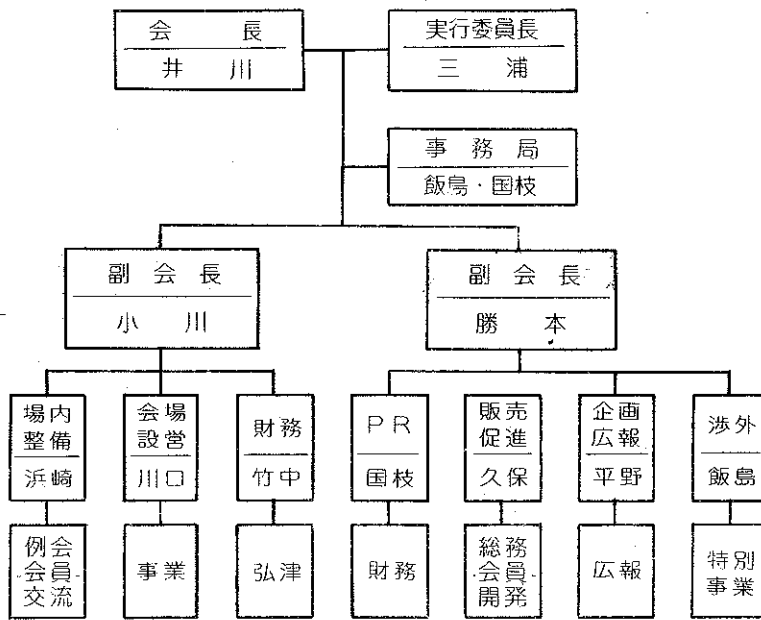 会長
井川
実行委員長
三浦
事務局
飯島・国枝
副会長
小川
副会長
勝本
場内
整備
浜崎
会場
設営
川口
財務
竹中
PR
国枝
販売
促進
久保
企画
広報
平野
渉外
飯島
例会
会員
交流
事業
弘津
財務
総務
会員
開発
広報
特別
事業